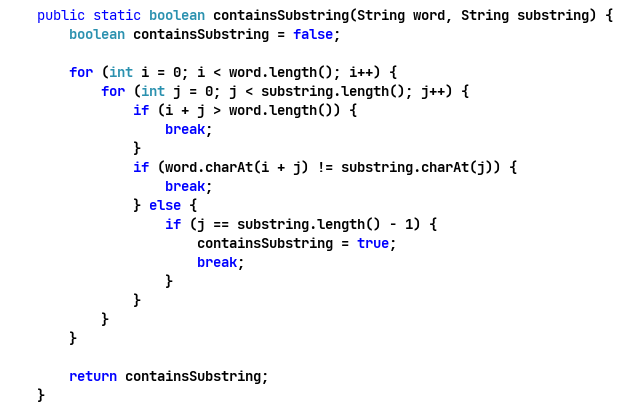 public static boolean containsSubstring(String word, String substring) {
    boolean containsSubstring = false;

    for (int i = 0; i < word.length(); i++) {
        for (int j = 0; j < substring.length(); j++) {
            if (i + j > word.length()) {
                break;
            }
            if (word.charAt(i + j) != substring.charAt(j)) {
                break;
            } else {
                if (j == substring.length() - 1) {
                    containsSubstring = true;
                    break;
                }
            }
        }
    }

    return containsSubstring;
}